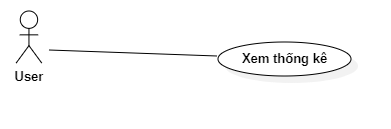 Xem thống kê
User